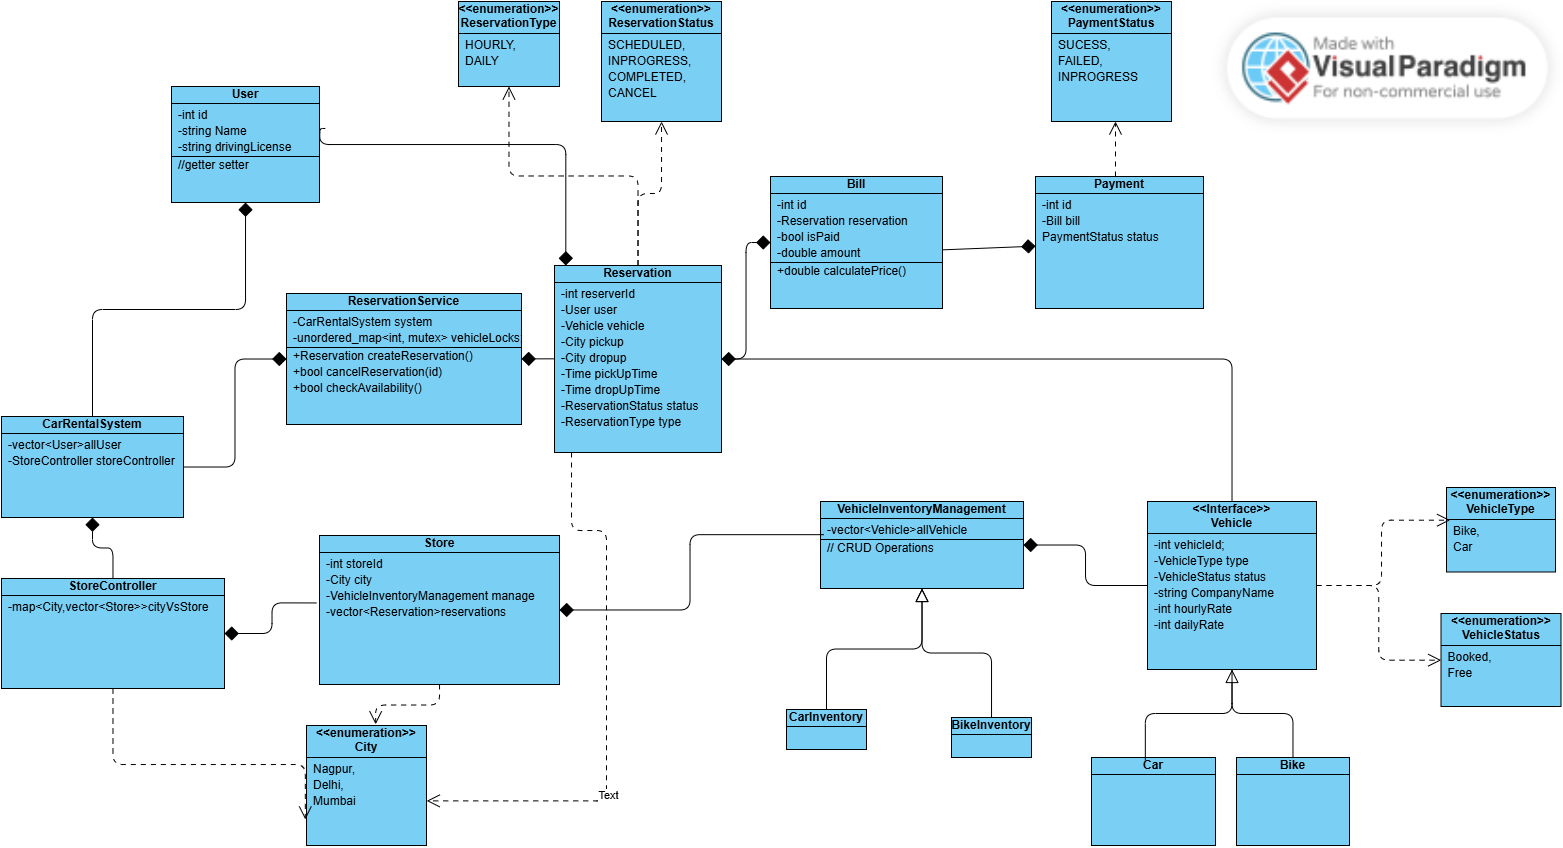 <<enumeration>>
ReservationType
HOURLY,
DAILY
<<enumeration>>
ReservationStatus
SCHEDULED,
INPROGRESS,
COMPLETED,
CANCEL
<<enumeration>>
PaymentStatus
SUCESS,
FAILED,
INPROGRESS
Made with
VisualParadigm
For non-commercial use
User
-int id
-string Name
-string drivingLicense
//getter setter
Bill
-int id
-Reservation reservation
-bool isPaid
-double amount
+double calculatePrice()
Payment
-int id
-Bill bill
PaymentStatus status
Reservation
-int reserverId
-User user
-Vehicle vehicle
-City pickup
-City dropup
-Time pickUpTime
-Time dropUpTime
-ReservationStatus status
-ReservationType type
ReservationService
-CarRentalSystem system
-unordered_map<int, mutex> vehicleLocks
+Reservation createReservation()
+bool cancelReservation(id)
+bool checkAvailability()
CarRentalSystem
-vector<User>allUser
-StoreController storeController
StoreController
-map<City,vector<Store>>cityVsStore
Store
-int storeId
-City city
-VehicleInventoryManagement manage
-vector<Reservation>reservations
VehicleInventoryManagement
-vector<Vehicle>allVehicle
// CRUD Operations
<<Interface>>
Vehicle
-int vehicleId;
-VehicleType type
-VehicleStatus status
-string CompanyName
-int hourlyRate
-int dailyRate
<<enumeration>>
VehicleType
Bike,
Car
<<enumeration>>
VehicleStatus
Booked,
Free
CarInventory
BikeInventory
<<enumeration>>
City
Nagpur,
Delhi,
Mumbai
Text
Car
Bike